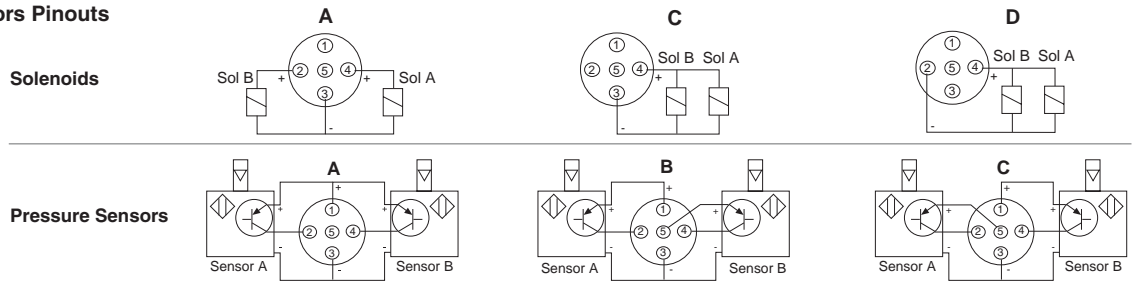 ors Pinouts
A
C
D
Solenoids
Sol B + 1 2 5 4 3 + Sol A
-
1 2 5 4 3 + Sol B Sol A
-
1 2 5 4 3 + Sol B Sol A
-
A
B
C
Pressure Sensors
+ + 1 2 5 4 3 + - - -
Sensor A Sensor B
+ + 1 2 5 4 3 + - - -
Sensor A Sensor B
+ + 1 2 5 4 3 + - - -
Sensor A Sensor B